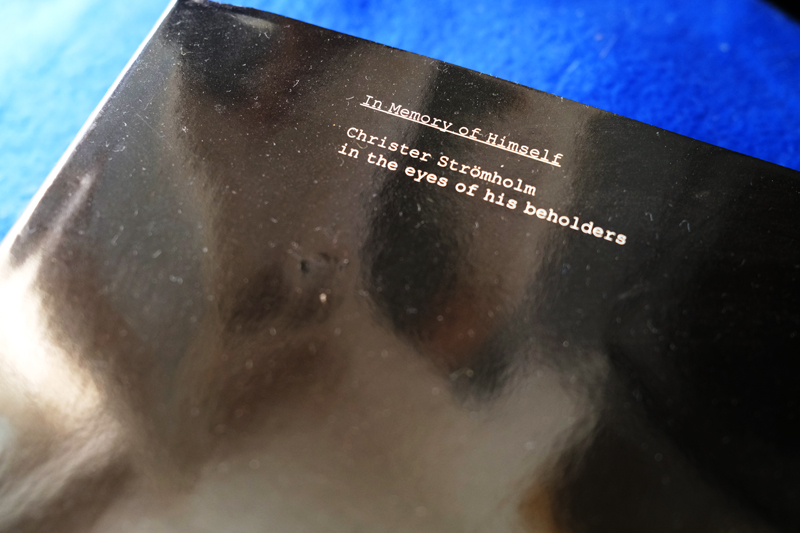 In Memory of Himself
Christer Strömholm
in the eyes of his beholders